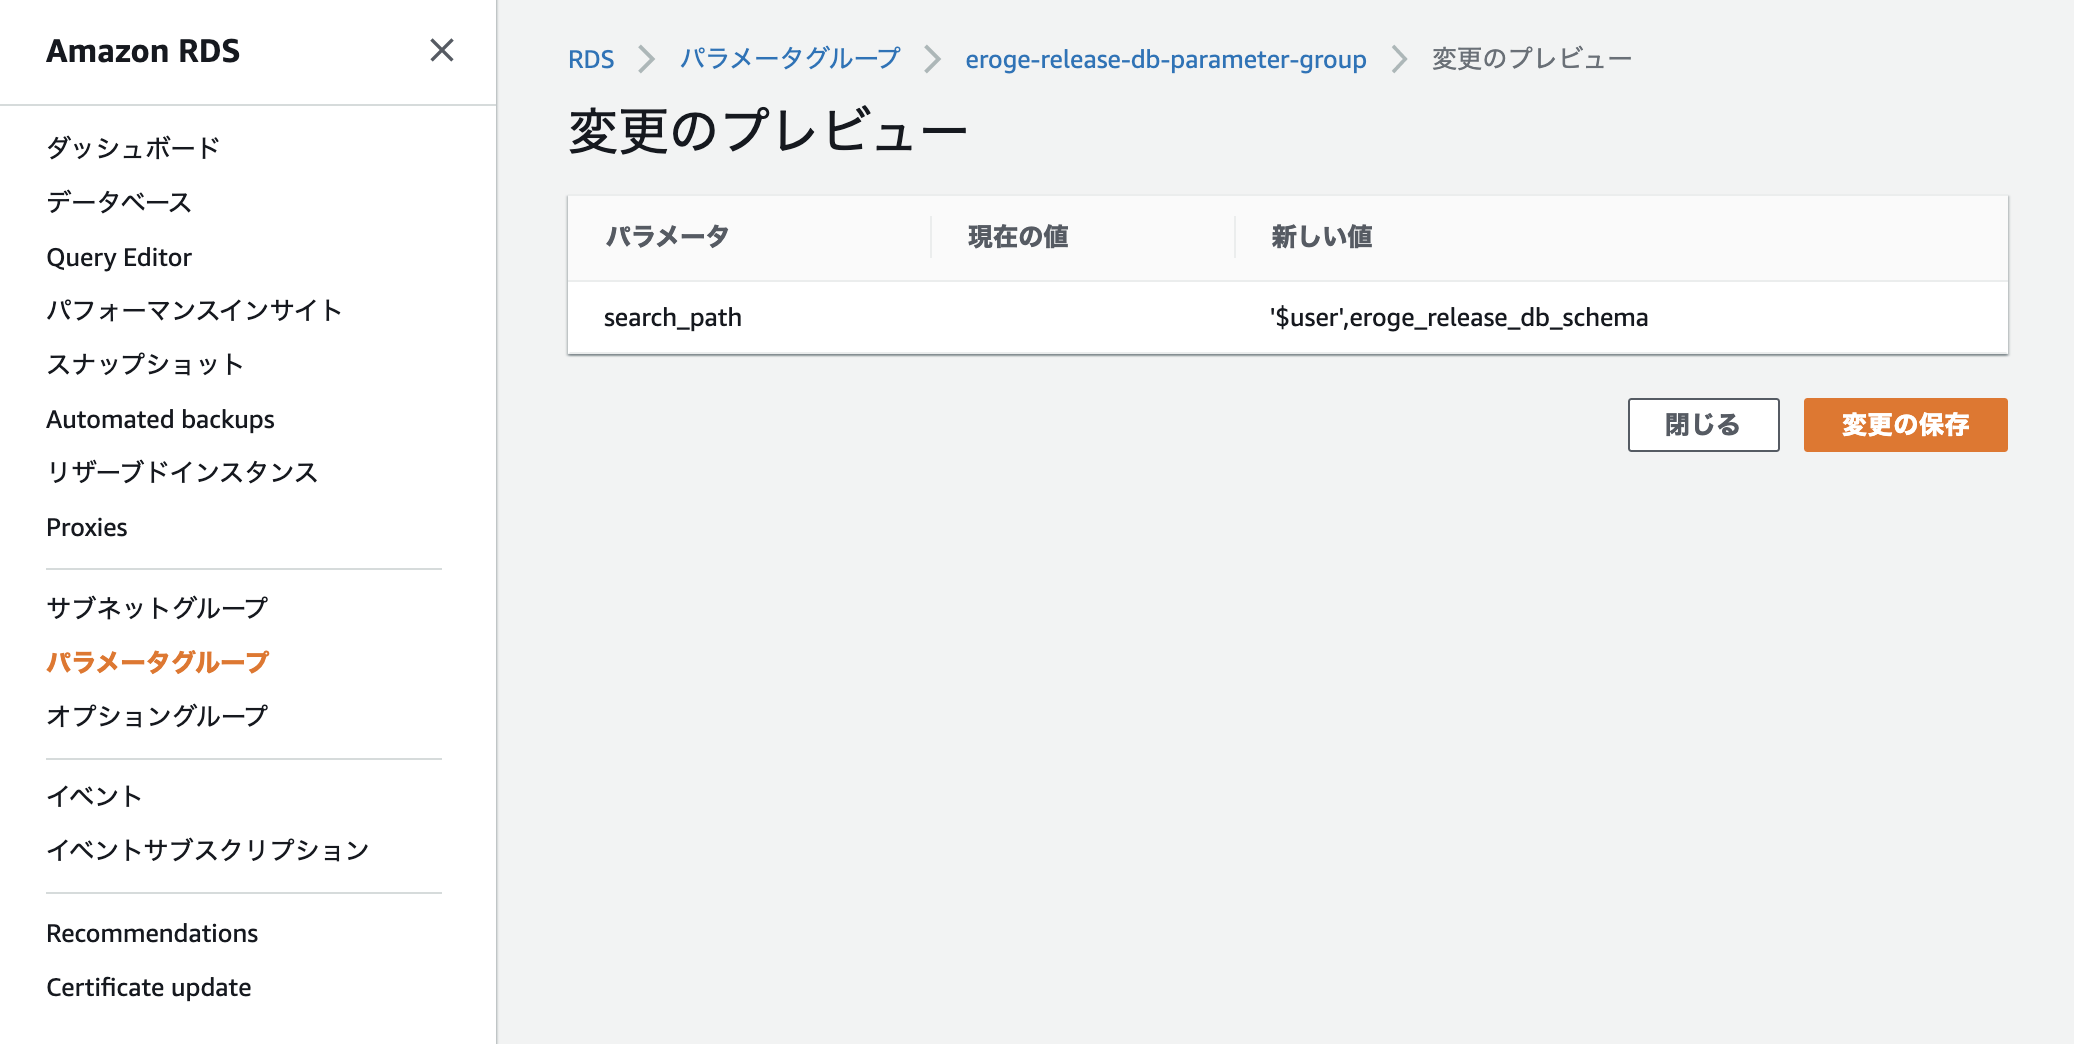 Amazon RDS
ダッシュボード
データベース
Query Editor
パフォーマンスインサイト
スナップショット
Automated backups
リザーブドインスタンス
Proxies
サブネットグループ
パラメータグループ
オプショングループ
イベント
イベントサブスクリプション
Recommendations
Certificate update
RDS パラメータグループ eroge-release-db-parameter-group 変更のプレビュー
変更のプレビュー
パラメータ 現在の値 新しい値
search_path '$user',eroge_release_db_schema
閉じる 変更の保存